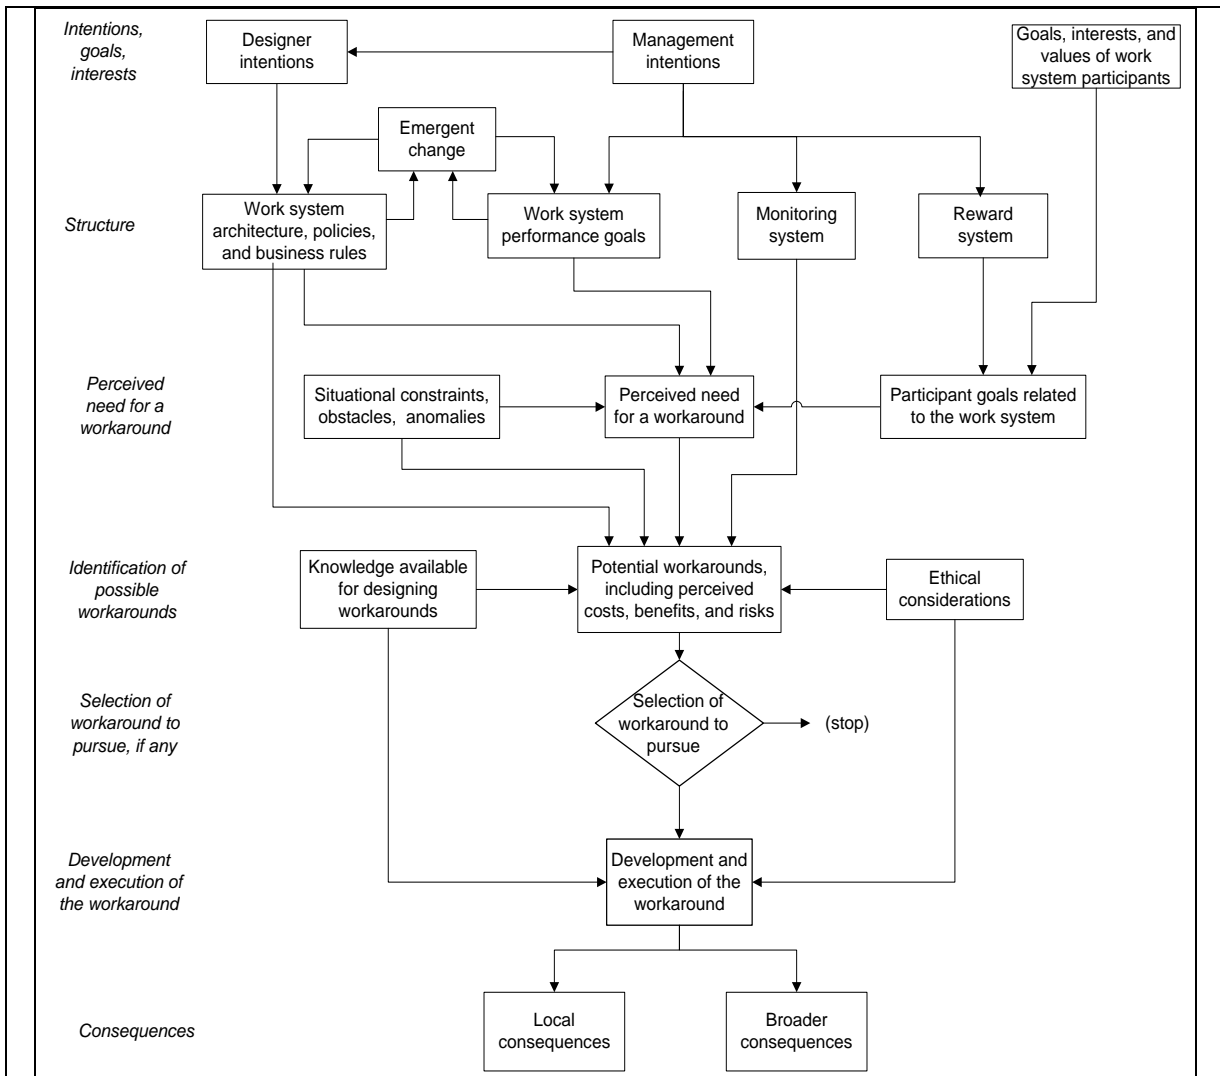 Intentions,
goals,
interests
Designer
intentions
Management
intentions
Goals, interests, and
values of work
system participants
Emergent
change
Structure
Work system
architecture, policies,
and business rules
Work system
performance goals
Monitoring
system
Reward
system
Perceived
need for a
workaround
Situational constraints,
obstacles, anomalies
Perceived need
for a workaround
Participant goals related
to the work system
Identification of
possible
workarounds
Knowledge available
for designing
workarounds
Potential workarounds,
including perceived
costs, benefits, and risks
Ethical
considerations
Selection of
workaround to
pursue, if any
Selection of
workaround to
pursue
(stop)
Development
and execution of
the workaround
Development and
execution of the
workaround
Consequences
Local
consequences
Broader
consequences